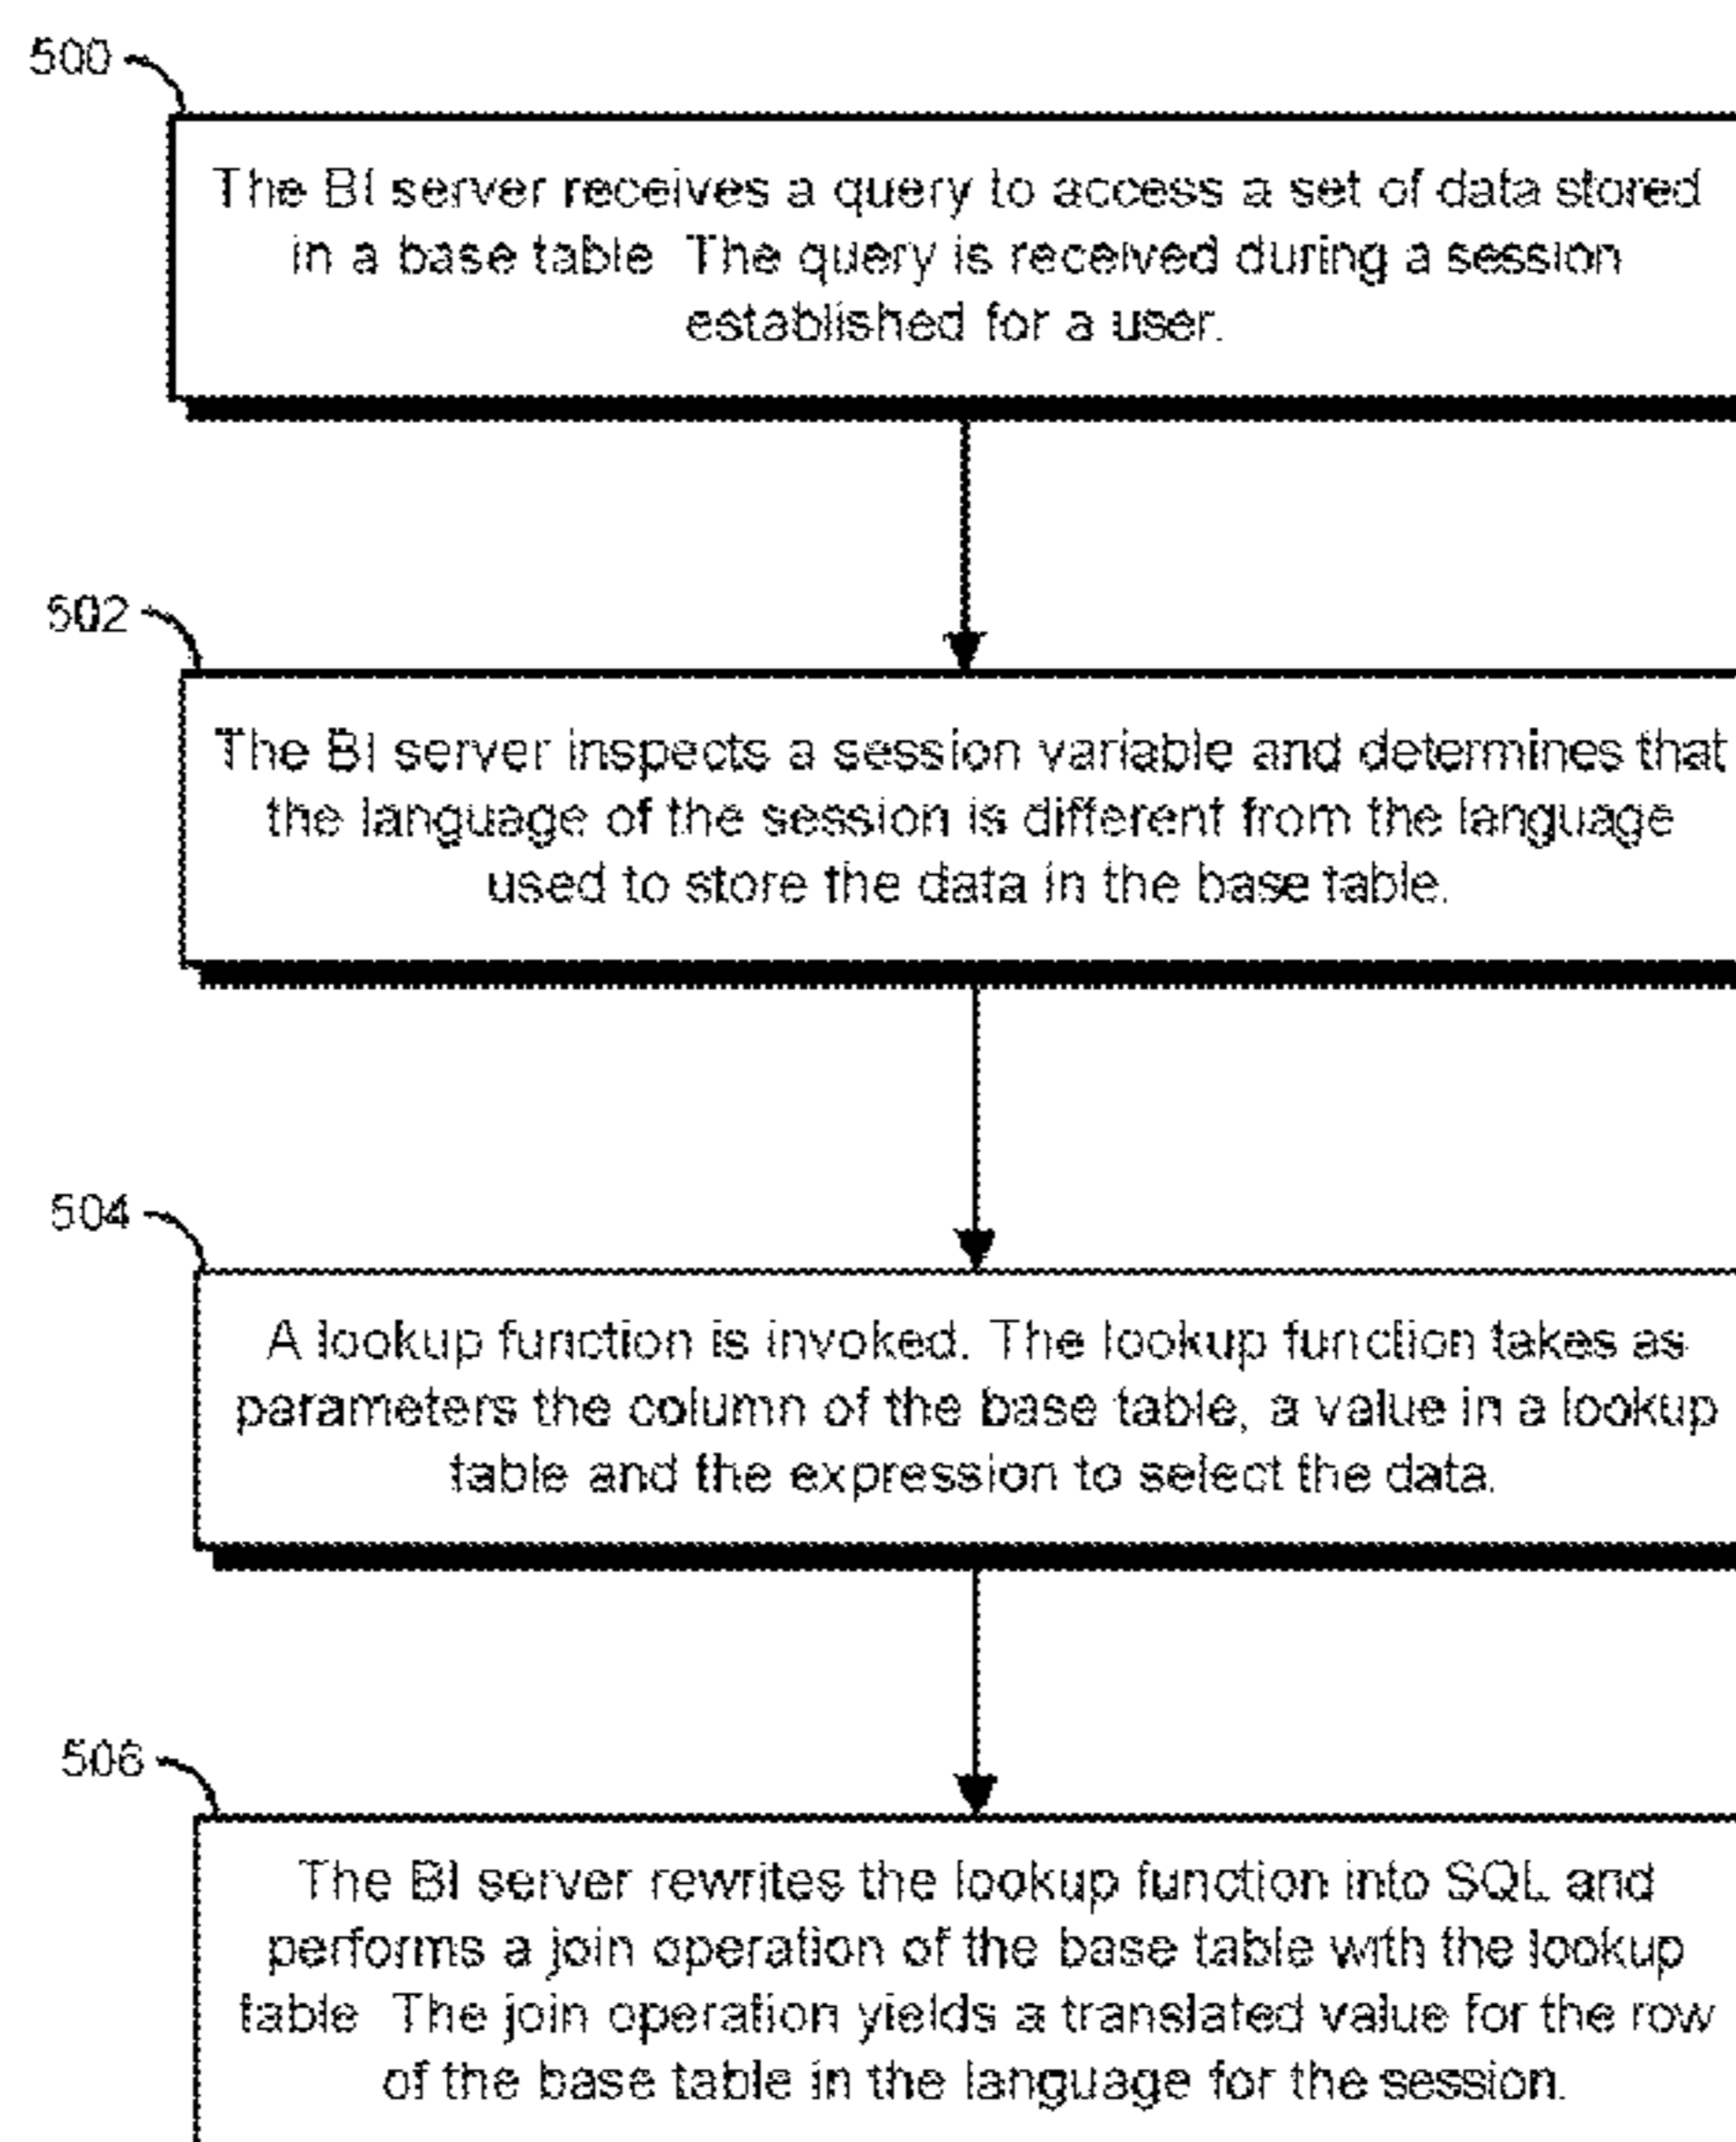 500
The BI server receives a query to access a set of data stored
in a base table The query is received during a session
established for a user.
502
The BI server inspects a session variable and determines that
the language of the session is different from the language
used to store the data in the base table.
504
A lookup function is invoked. The lookup function takes as
parameters the column of the base table, a value in a lookup
table and the expression to select the data.
506
The BI server rewrites the lookup function into SQL and
performs a join operation of the base table with the lookup
table The join operation yields a translated value for the row
of the base table in the language for the session.